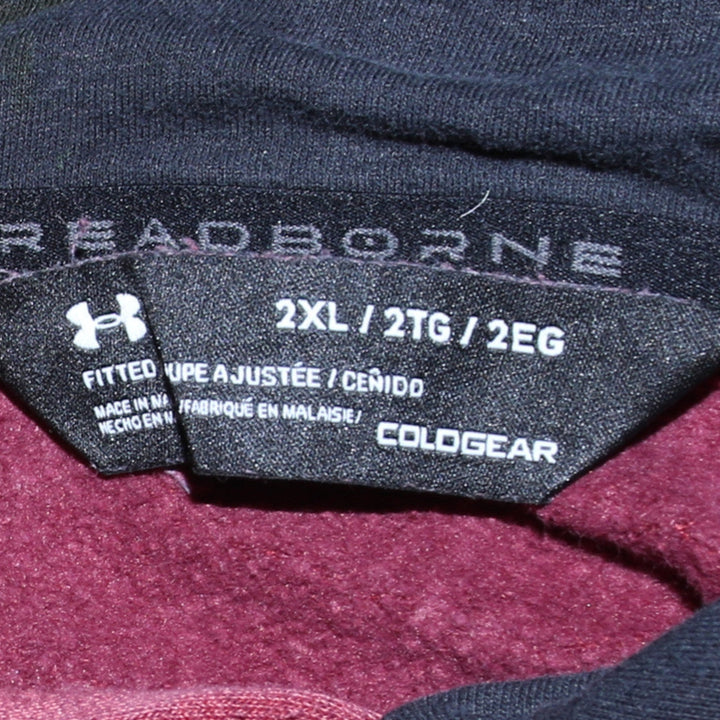 READBORNE
2XL / 2TG / 2EG
FITTED UPE AJUSTÉE / CEÑIDO
MADE IN MA /FABRIQUÉ EN MALAISIE/
HECHO EN M
COLDGEAR